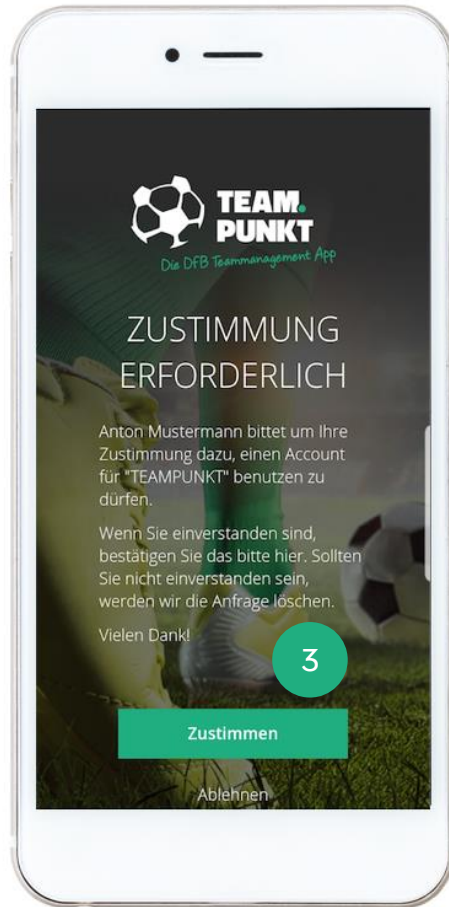 TEAM.
PUNKT
Die DFB Teammanagement App
ZUSTIMMUNG
ERFORDERLICH
Anton Mustermann bittet um Ihre
Zustimmung dazu, einen Account
für "TEAMPUNKT" benutzen zu
dürfen.
Wenn Sie einverstanden sind,
bestätigen Sie das bitte hier. Sollten
Sie nicht einverstanden sein,
werden wir die Anfrage löschen.
Vielen Dank!
3
Zustimmen
Ablehnen